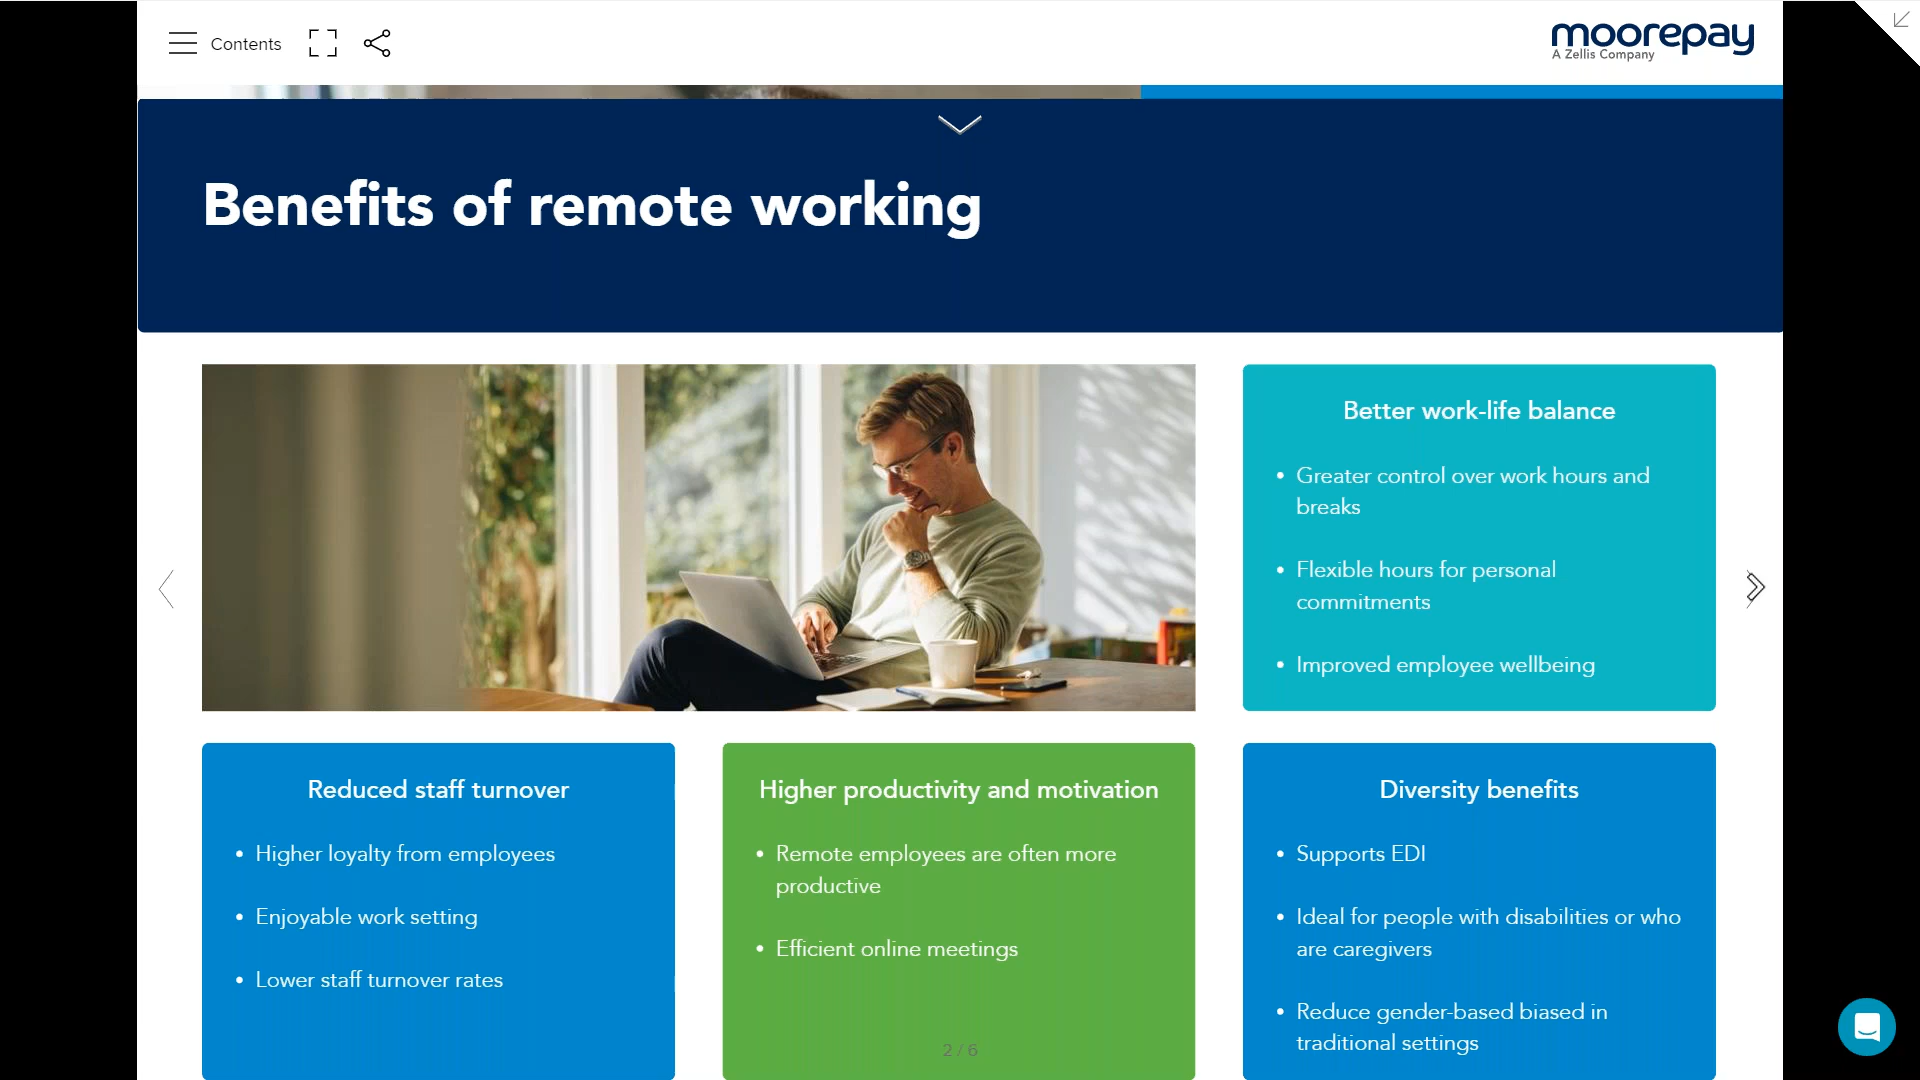 Contents
moorepay
A Zellis Company
Benefits of remote working
Better work-life balance
• Greater control over work hours and
breaks
• Flexible hours for personal
commitments
• Improved employee wellbeing
Reduced staff turnover
• Higher loyalty from employees
• Enjoyable work setting
• Lower staff turnover rates
Higher productivity and motivation
• Remote employees are often more
productive
• Efficient online meetings
Diversity benefits
• Supports EDI
• Ideal for people with disabilities or who
are caregivers
• Reduce gender-based biased in
traditional settings
2 / 6